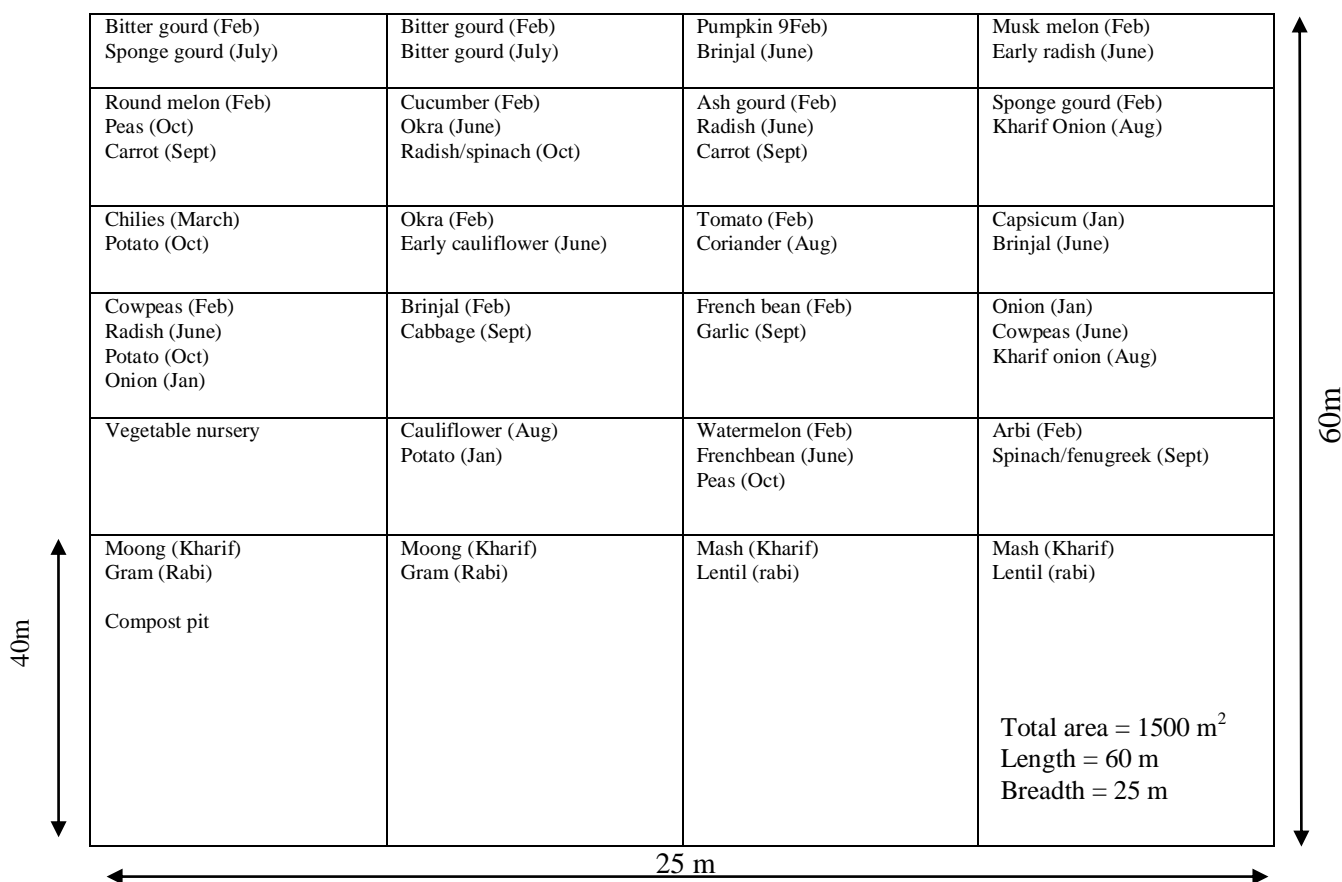 Bitter gourd (Feb)
Sponge gourd (July)
Bitter gourd (Feb)
Bitter gourd (July)
Pumpkin 9Feb)
Brinjal (June)
Musk melon (Feb)
Early radish (June)
Round melon (Feb)
Peas (Oct)
Carrot (Sept)
Cucumber (Feb)
Okra (June)
Radish/spinach (Oct)
Ash gourd (Feb)
Radish (June)
Carrot (Sept)
Sponge gourd (Feb)
Kharif Onion (Aug)
Chilies (March)
Potato (Oct)
Okra (Feb)
Early cauliflower (June)
Tomato (Feb)
Coriander (Aug)
Capsicum (Jan)
Brinjal (June)
Cowpeas (Feb)
Radish (June)
Potato (Oct)
Onion (Jan)
Brinjal (Feb)
Cabbage (Sept)
French bean (Feb)
Garlic (Sept)
Onion (Jan)
Cowpeas (June)
Kharif onion (Aug)
Vegetable nursery
Cauliflower (Aug)
Potato (Jan)
Watermelon (Feb)
Frenchbean (June)
Peas (Oct)
Arbi (Feb)
Spinach/fenugreek (Sept)
60m
Moong (Kharif)
Gram (Rabi)
Compost pit
Moong (Kharif)
Gram (Rabi)
Mash (Kharif)
Lentil (rabi)
Mash (Kharif)
Lentil (rabi)
40m
Total area = 1500 m²
Length = 60 m
Breadth = 25 m
25 m